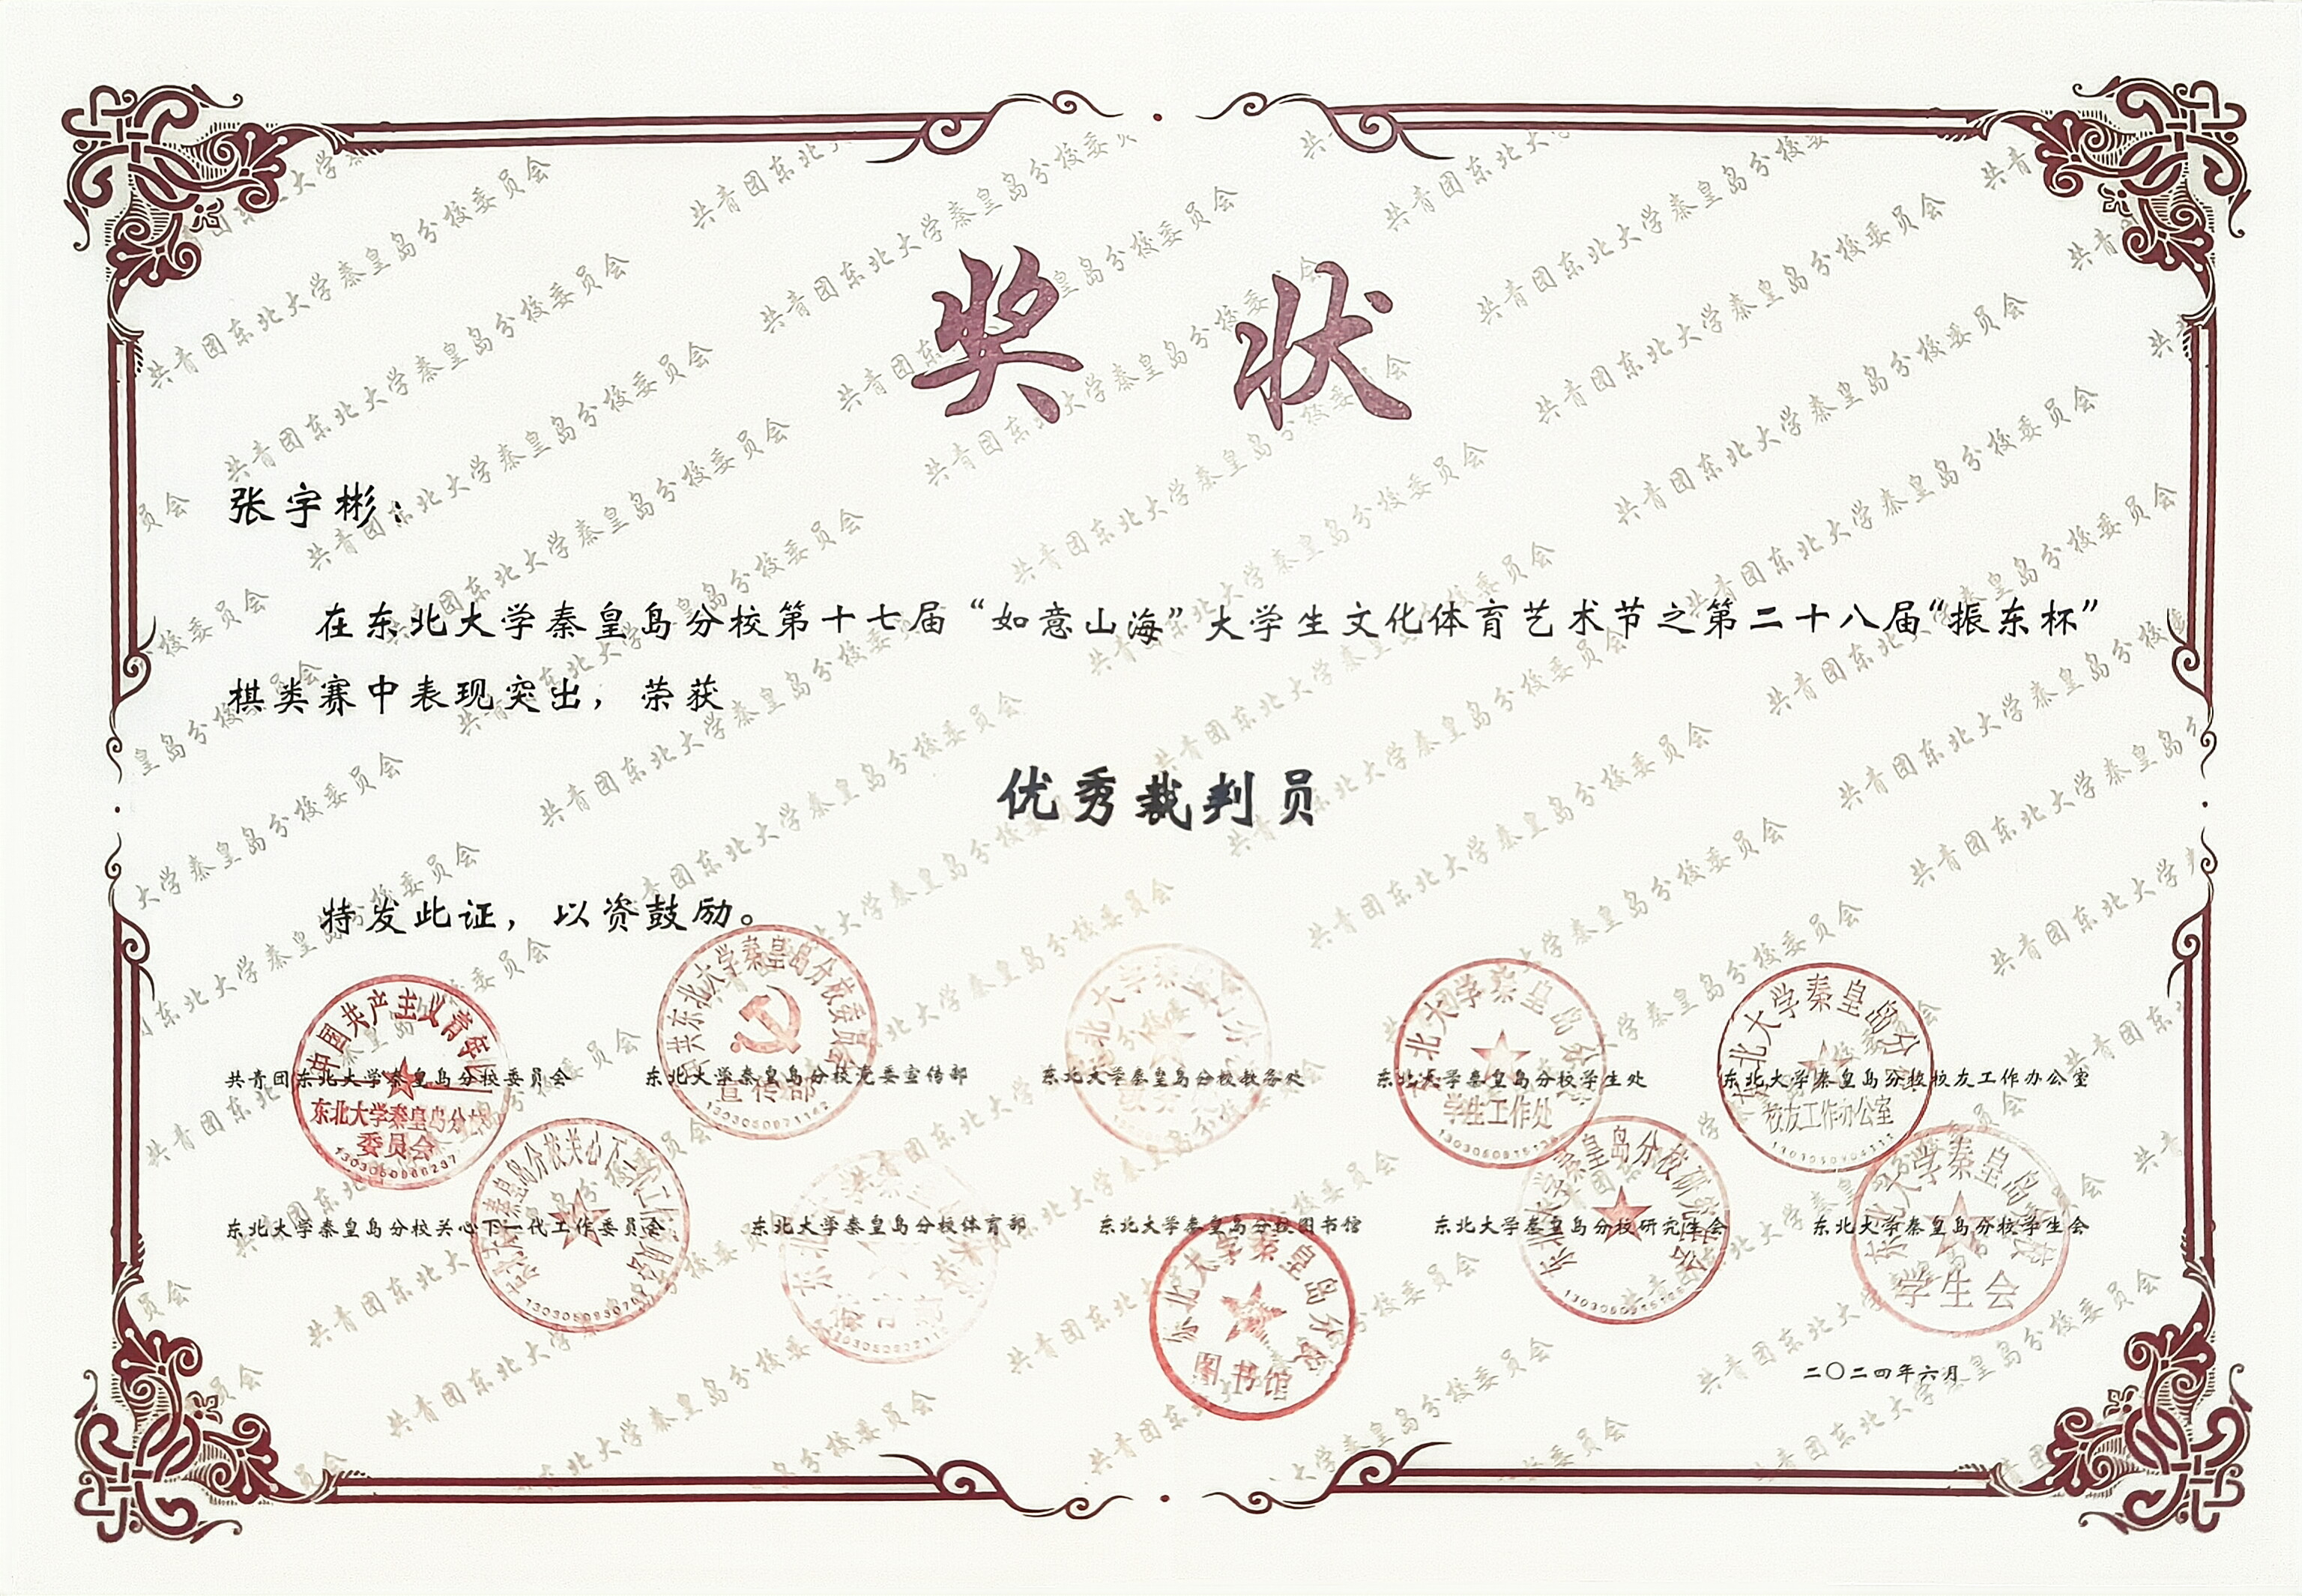 奖状
张宇彬：
在东北大学秦皇岛分校第十七届“如意山海”大学生文化体育艺术节之第二十八届“振东杯”
棋类赛中表现突出，荣获
优秀裁判员
特发此证，以资鼓励。
共青团东北大学秦皇岛分校委员会 东北大学秦皇岛分校党委宣传部 东北大学秦皇岛分校教务处 东北大学秦皇岛分校学生处 东北大学秦皇岛分校校友工作办公室
东北大学秦皇岛分校关心下一代工作委员会 东北大学秦皇岛分校体育部 东北大学秦皇岛分校图书馆 东北大学秦皇岛分校研究生会 东北大学秦皇岛分校学生会
二〇二四年六月
中国共产主义青年团
东北大学秦皇岛分校
委员会
中共东北大学秦皇岛分校委员会
宣传部
东北大学秦皇岛分校
学生工作处
东北大学秦皇岛分校
校友工作办公室
东北大学秦皇岛分校
图书馆
东北大学秦皇岛分校研究生会
东北大学秦皇岛分校
学生会
共青团东北大学秦皇岛分校委员会